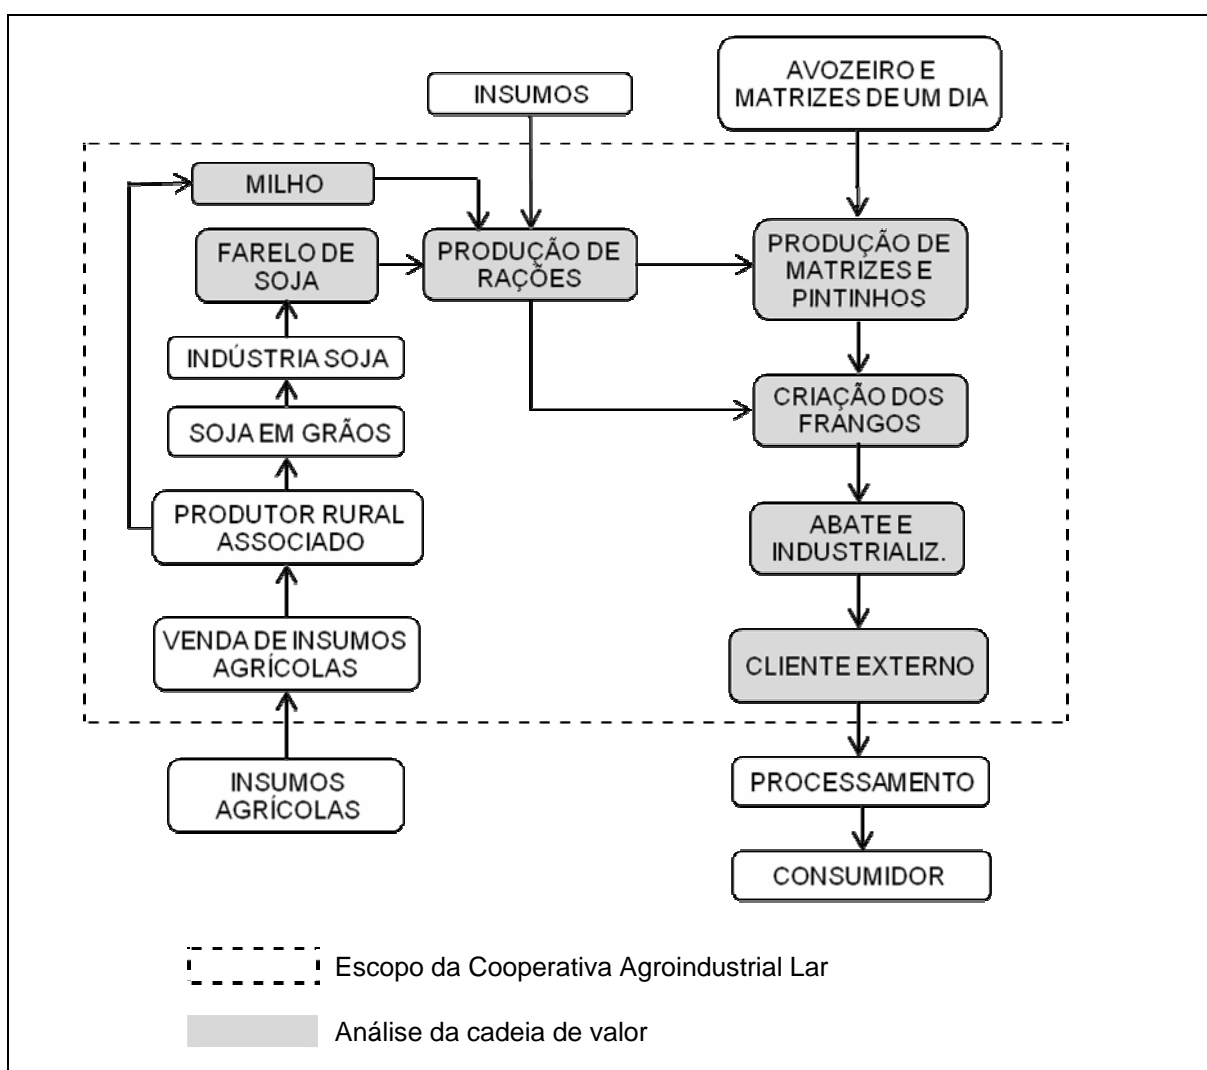 AVOZEIRO E
MATRIZES DE UM DIA
INSUMOS
MILHO
FARELO DE
SOJA
PRODUÇÃO DE
RAÇÕES
PRODUÇÃO DE
MATRIZES E
PINTINHOS
INDÚSTRIA SOJA
SOJA EM GRÃOS
CRIAÇÃO DOS
FRANGOS
PRODUTOR RURAL
ASSOCIADO
ABATE E
INDUSTRIALIZ.
VENDA DE INSUMOS
AGRÍCOLAS
CLIENTE EXTERNO
INSUMOS
AGRÍCOLAS
PROCESSAMENTO
CONSUMIDOR
Escopo da Cooperativa Agroindustrial Lar
Análise da cadeia de valor